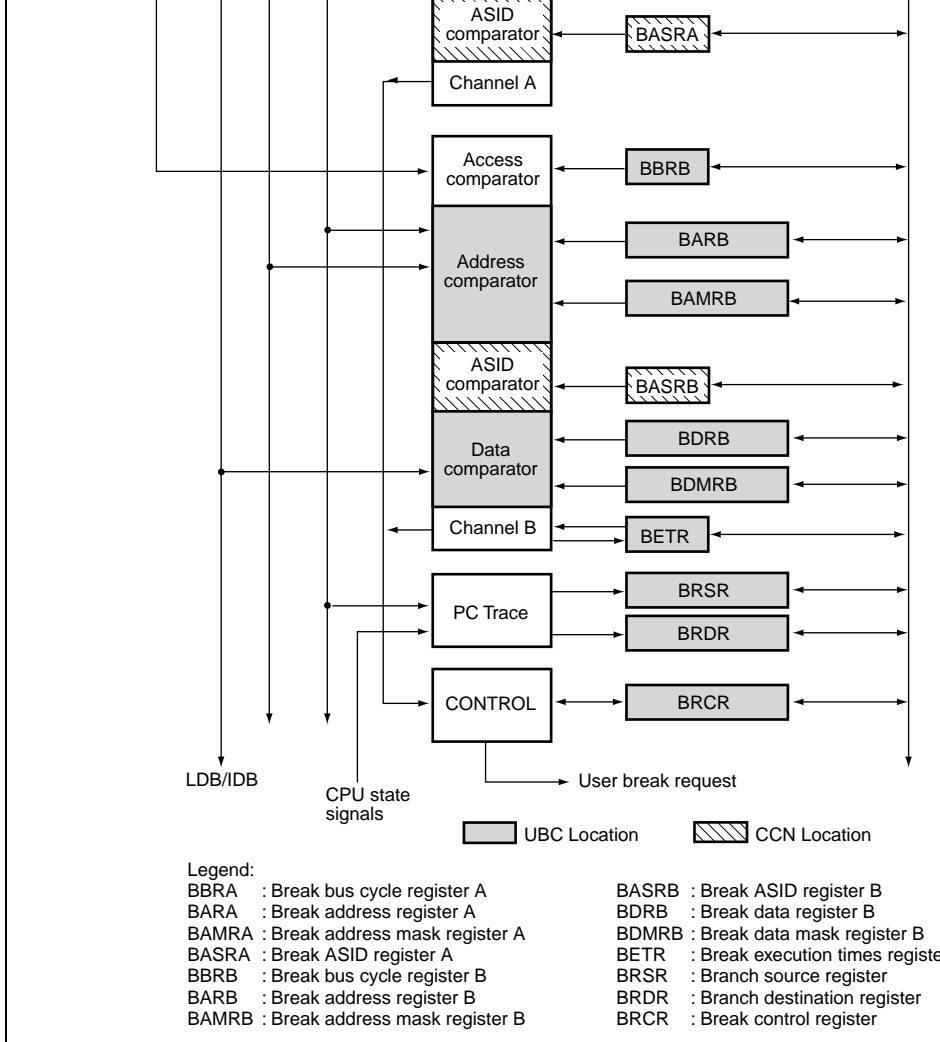 ASID
comparator
BASRA
Channel A
Access
comparator
BBRB
BARB
Address
comparator
BAMRB
ASID
comparator
BASRB
BDRB
Data
comparator
BDMRB
Channel B
BETR
BRSR
PC Trace
BRDR
CONTROL
BRCR
LDB/IDB
User break request
CPU state
signals
UBC Location
CCN Location
Legend:
BBRA : Break bus cycle register A
BARA : Break address register A
BAMRA : Break address mask register A
BASRA : Break ASID register A
BBRB : Break bus cycle register B
BARB : Break address register B
BAMRB : Break address mask register B
BASRB : Break ASID register B
BDRB : Break data register B
BDMRB : Break data mask register B
BETR : Break execution times registe
BRSR : Branch source register
BRDR : Branch destination register
BRCR : Break control register